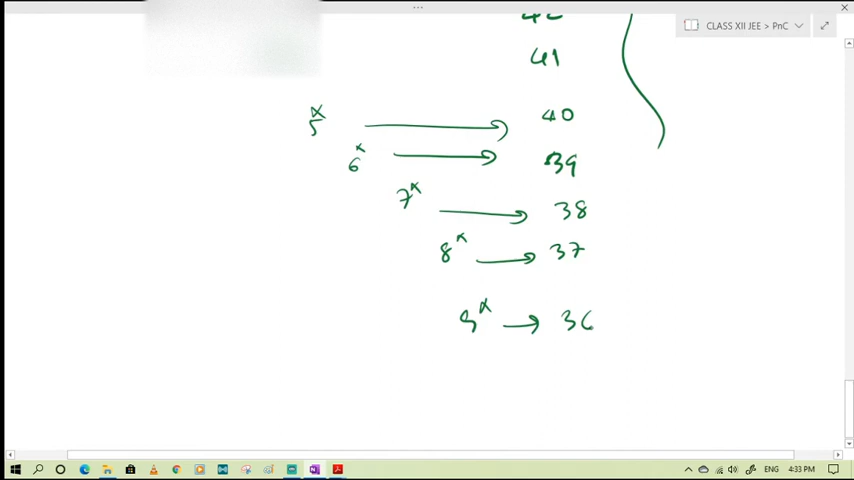 42
CLASS XII JEE > PnC
41
5x → 40
6x → 39
7x → 38
8x → 37
9x → 36
ENG 4:33 PM